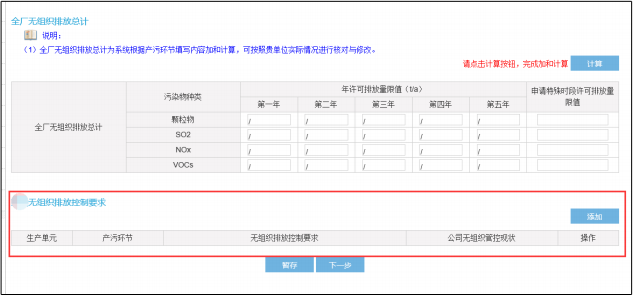 全厂无组织排放总计
说明:
（1）全厂无组织排放总计为系统根据产污环节填写内容加和计算，可按照贵单位实际情况进行核对与修改。
请点击计算按钮，完成加和计算 计算
全厂无组织排放总计 污染物种类 年许可排放量限值（t/a） 申请特殊时段许可排放量限值
第一年 第二年 第三年 第四年 第五年
颗粒物 / / / / /
SO2 / / / / /
NOx / / / / /
VOCs / / / / /
无组织排放控制要求
添加
生产单元 产污环节 无组织排放控制要求 公司无组织管控现状 操作
暂存 下一步